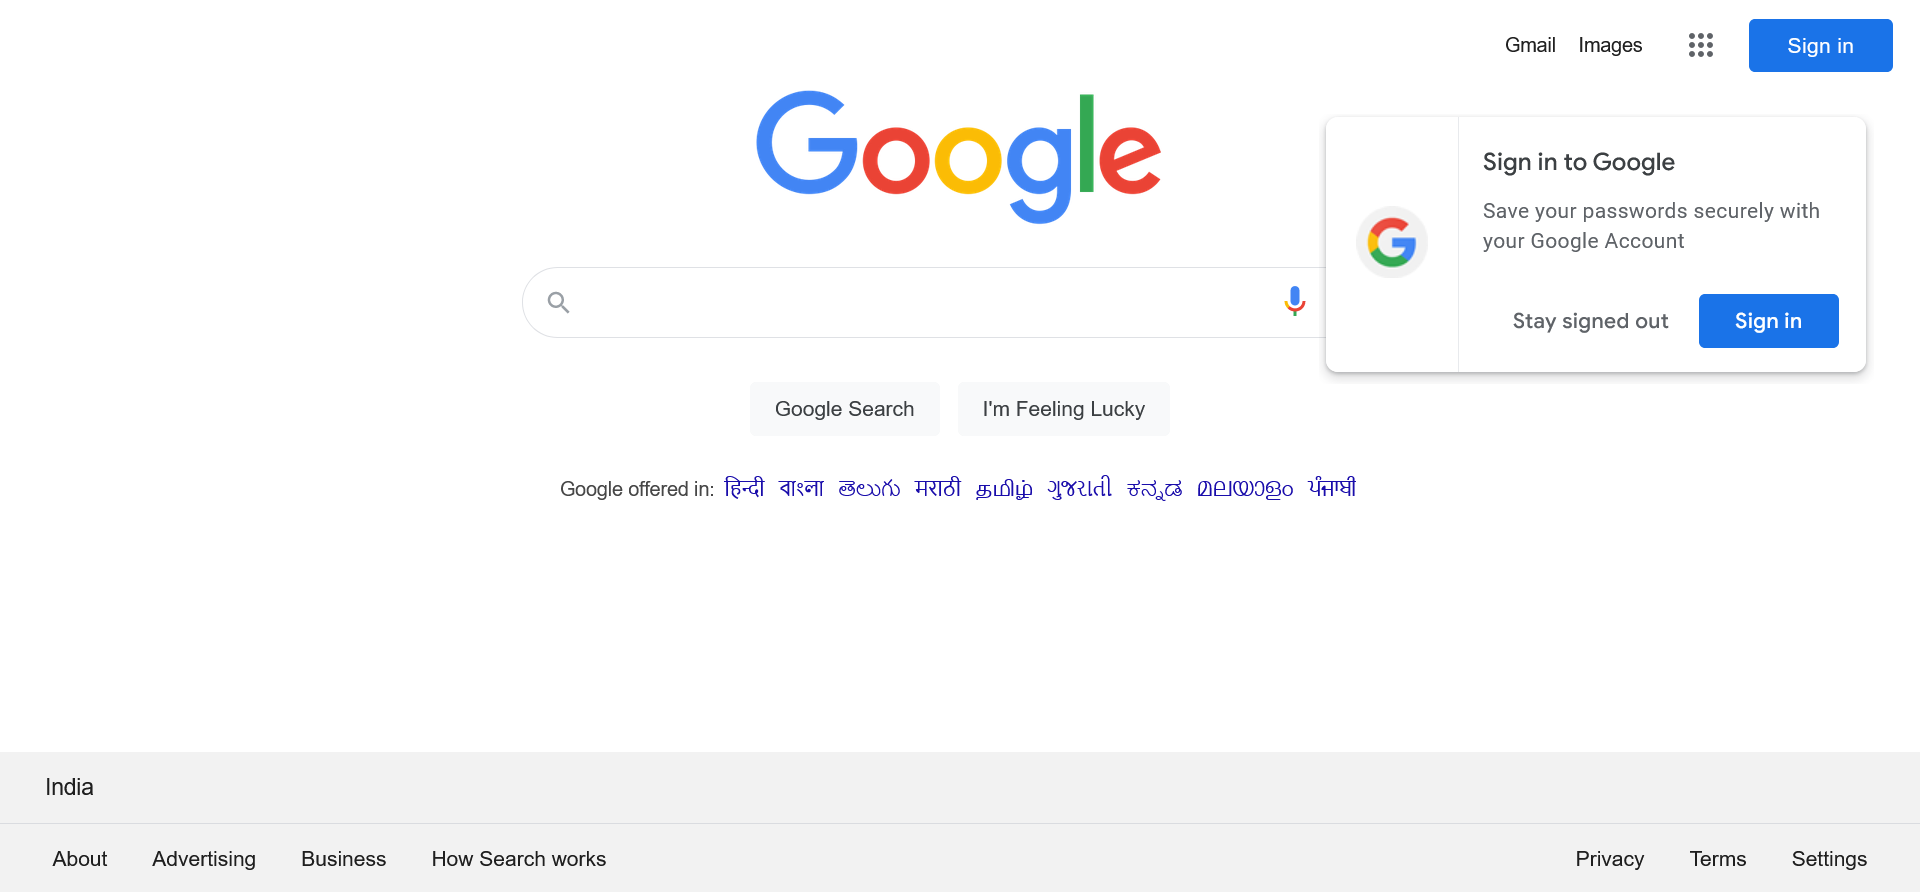 Gmail Images Sign in
Google
Sign in to Google
Save your passwords securely with
your Google Account
Stay signed out Sign in
Google Search I'm Feeling Lucky
Google offered in: हिन्दी বাংলা తెలుగు मराठी தமிழ் ગુજરાતી ಕನ್ನಡ മലയാളം ਪੰਜਾਬੀ
India
About Advertising Business How Search works Privacy Terms Settings